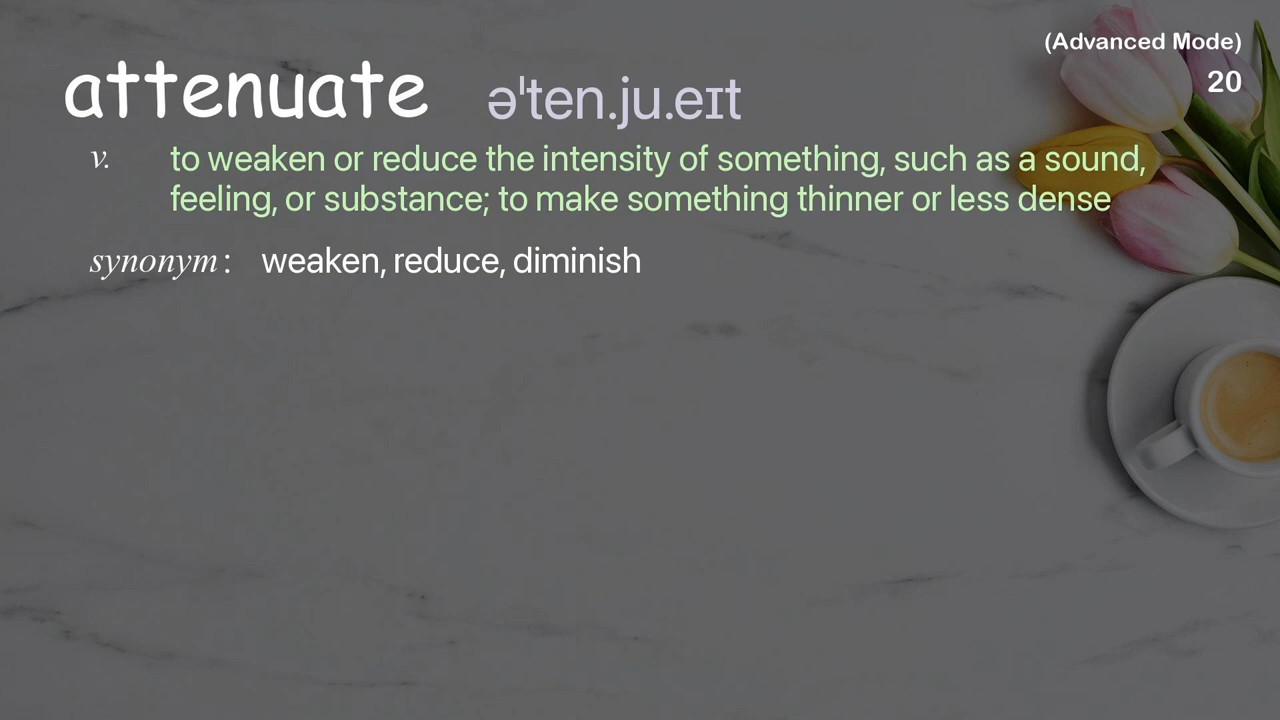 (Advanced Mode)
20
attenuate əˈten.ju.eɪt
v. to weaken or reduce the intensity of something, such as a sound,
feeling, or substance; to make something thinner or less dense
synonym : weaken, reduce, diminish